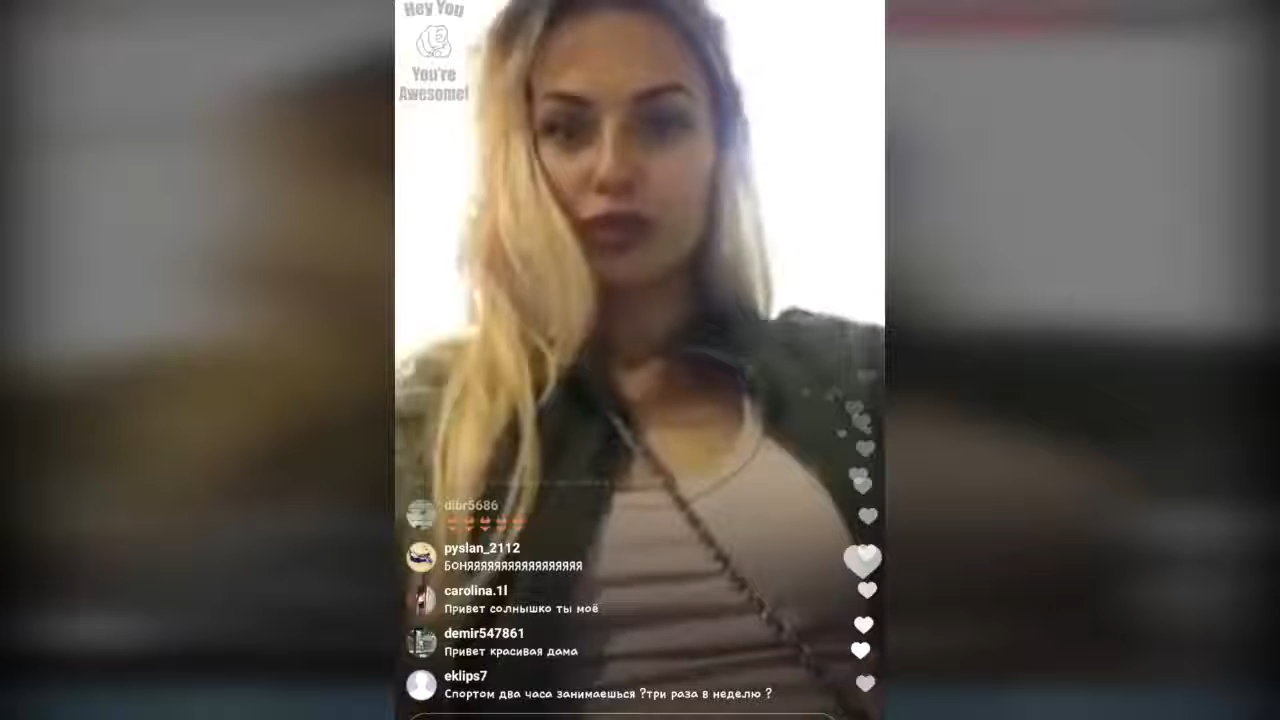 Hey You
You're
Awesome!
dibr5686
pyslan_2112
БОНЯЯЯЯЯЯЯЯЯЯЯЯЯЯЯЯЯ
carolina.1l
Привет солнышко ты моё
demir547861
Привет красивая дама
eklips7
Спортом два часа занимаешься ?три раза в неделю ?